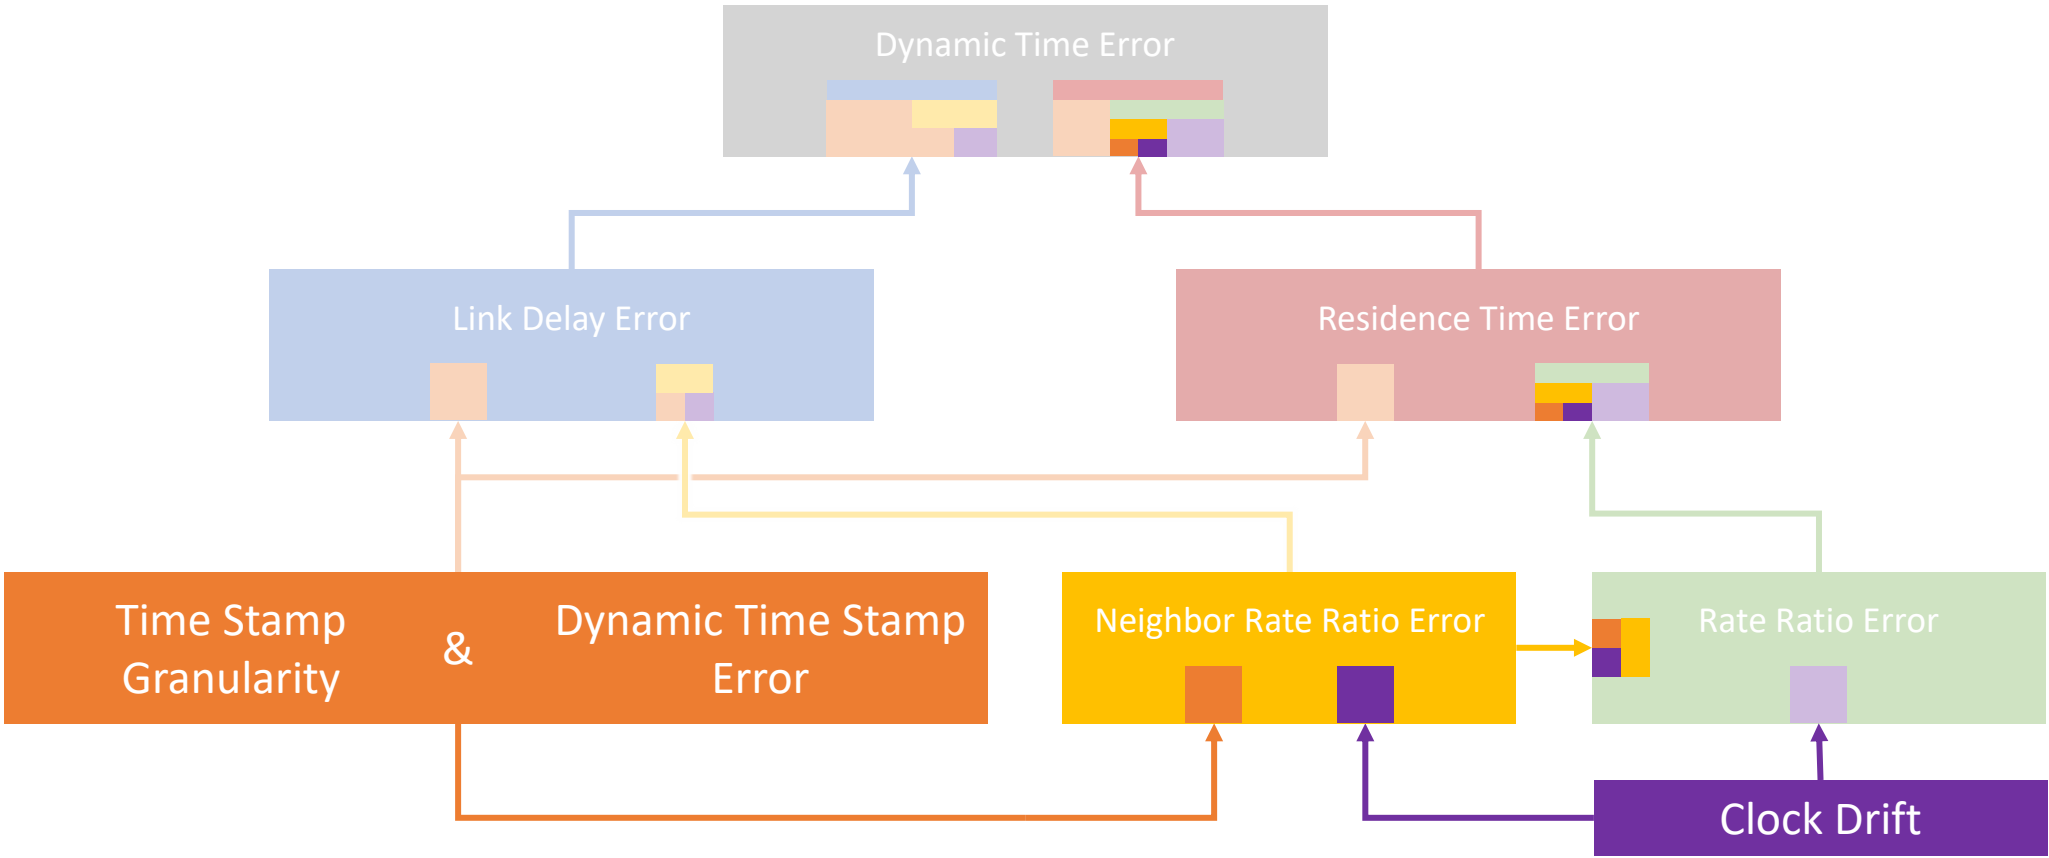 Dynamic Time Error
Link Delay Error
Residence Time Error
Time Stamp
Granularity
&
Dynamic Time Stamp
Error
Neighbor Rate Ratio Error
Rate Ratio Error
Clock Drift